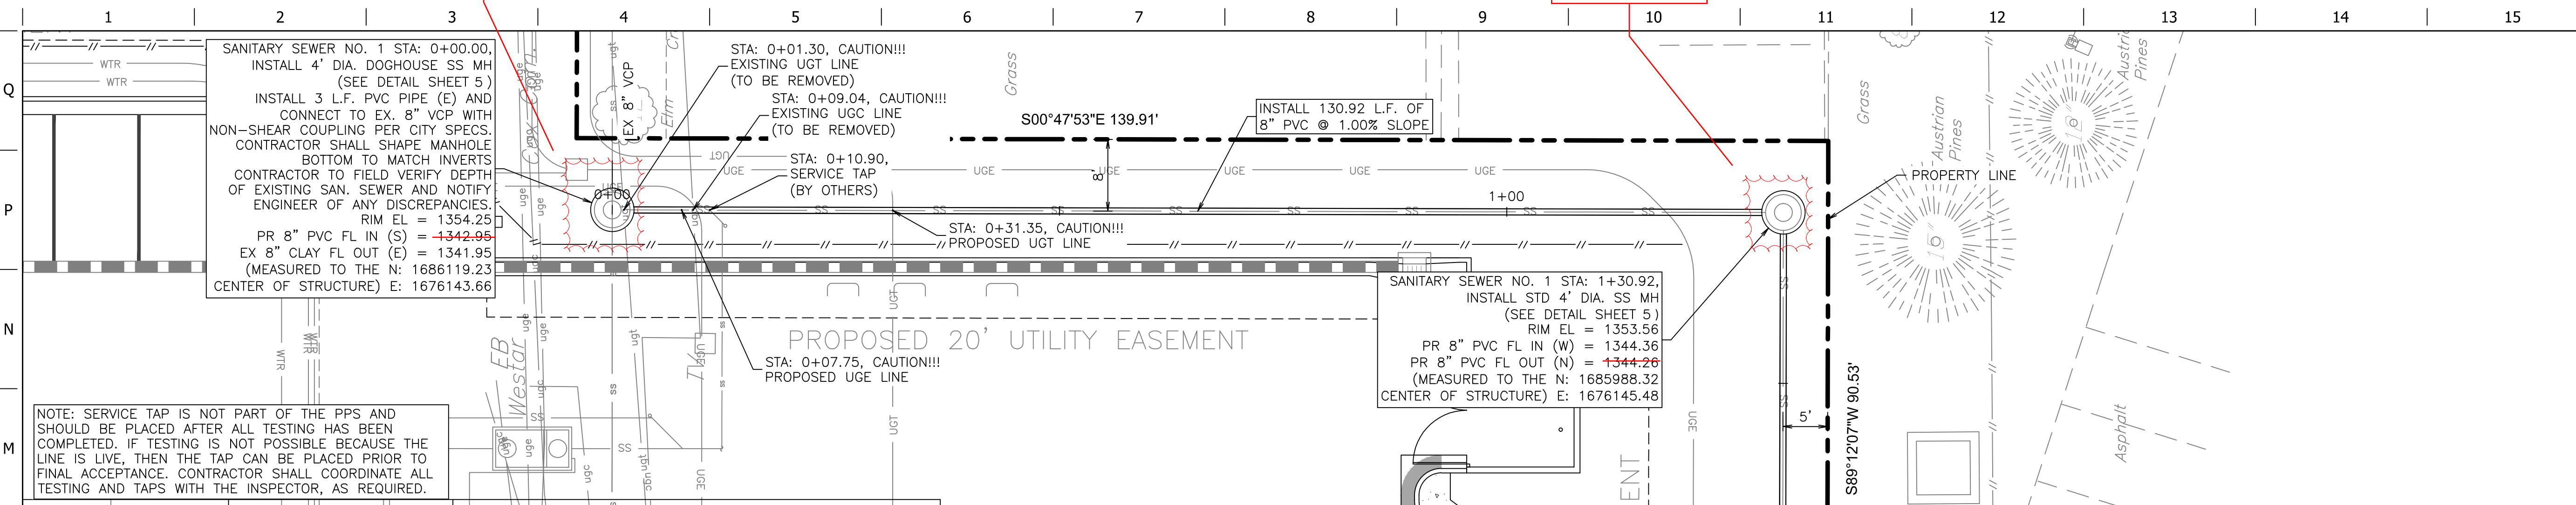 1 2 3 4 5 6 7 8 9 10 11 12 13 14 15
Q
P
N
M
WTR
WTR
SANITARY SEWER NO. 1 STA: 0+00.00,
INSTALL 4' DIA. DOGHOUSE SS MH
(SEE DETAIL SHEET 5)
INSTALL 3 L.F. PVC PIPE (E) AND
CONNECT TO EX. 8" VCP WITH
NON-SHEAR COUPLING PER CITY SPECS.
CONTRACTOR SHALL SHAPE MANHOLE
BOTTOM TO MATCH INVERTS
CONTRACTOR TO FIELD VERIFY DEPTH
OF EXISTING SAN. SEWER AND NOTIFY
ENGINEER OF ANY DISCREPANCIES.
RIM EL = 1354.25
PR 8" PVC FL IN (S) = 1342.95
EX 8" CLAY FL OUT (E) = 1341.95
(MEASURED TO THE N: 1686119.23
CENTER OF STRUCTURE) E: 1676143.66
NOTE: SERVICE TAP IS NOT PART OF THE PPS AND
SHOULD BE PLACED AFTER ALL TESTING HAS BEEN
COMPLETED. IF TESTING IS NOT POSSIBLE BECAUSE THE
LINE IS LIVE, THEN THE TAP CAN BE PLACED PRIOR TO
FINAL ACCEPTANCE. CONTRACTOR SHALL COORDINATE ALL
TESTING AND TAPS WITH THE INSPECTOR, AS REQUIRED.
(EX 8" VCP
Elm
STA: 0+01.30, CAUTION!!!
EXISTING UGT LINE
(TO BE REMOVED)
STA: 0+09.04, CAUTION!!!
EXISTING UGC LINE
(TO BE REMOVED)
STA: 0+10.90,
SERVICE TAP
(BY OTHERS)
Grass
S00°47'53"E 139.91'
INSTALL 130.92 L.F. OF
8" PVC @ 1.00% SLOPE
UGT
UGE UGE UGE UGE UGE UGE
8'
0+00
SS SS SS SS SS SS SS SS
1+00
STA: 0+31.35, CAUTION!!!
PROPOSED UGT LINE
STA: 0+07.75, CAUTION!!!
PROPOSED UGE LINE
PROPOSED 20' UTILITY EASEMENT
EB
Westar
UGT
UGT
UGE
UGE
SS
SS
SANITARY SEWER NO. 1 STA: 1+30.92,
INSTALL STD 4' DIA. SS MH
(SEE DETAIL SHEET 5)
RIM EL = 1353.56
PR 8" PVC FL IN (W) = 1344.36
PR 8" PVC FL OUT (N) = 1344.26
(MEASURED TO THE N: 1685988.32
CENTER OF STRUCTURE) E: 1676145.48
ENT
UGE
SS
SS
5'
S89°12'07"W 90.53'
PROPERTY LINE
Grass
Austrian
Pines
Austrian
Pines
12"
15"
Asphalt